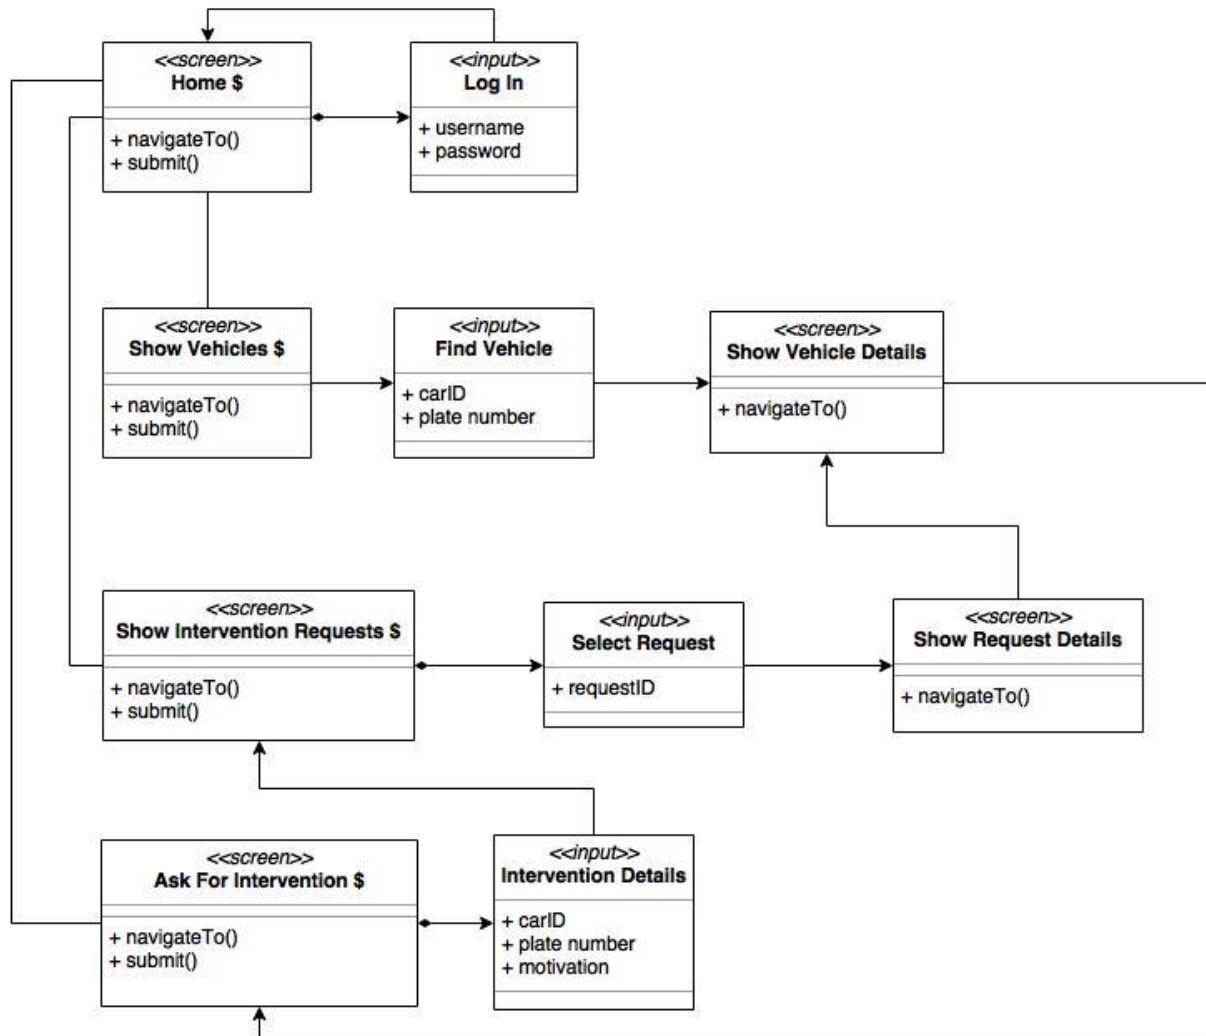 <<screen>>
Home $
+ navigateTo()
+ submit()
<<input>>
Log In
+ username
+ password
<<screen>>
Show Vehicles $
+ navigateTo()
+ submit()
<<input>>
Find Vehicle
+ carID
+ plate number
<<screen>>
Show Vehicle Details
+ navigateTo()
<<screen>>
Show Intervention Requests $
+ navigateTo()
+ submit()
<<input>>
Select Request
+ requestID
<<screen>>
Show Request Details
+ navigateTo()
<<screen>>
Ask For Intervention $
+ navigateTo()
+ submit()
<<input>>
Intervention Details
+ carID
+ plate number
+ motivation